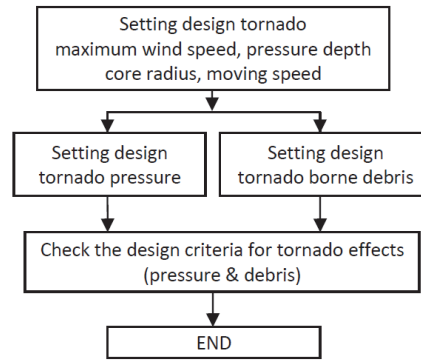 Setting design tornado
maximum wind speed, pressure depth
core radius, moving speed
Setting design
tornado pressure
Setting design
tornado borne debris
Check the design criteria for tornado effects
(pressure & debris)
END